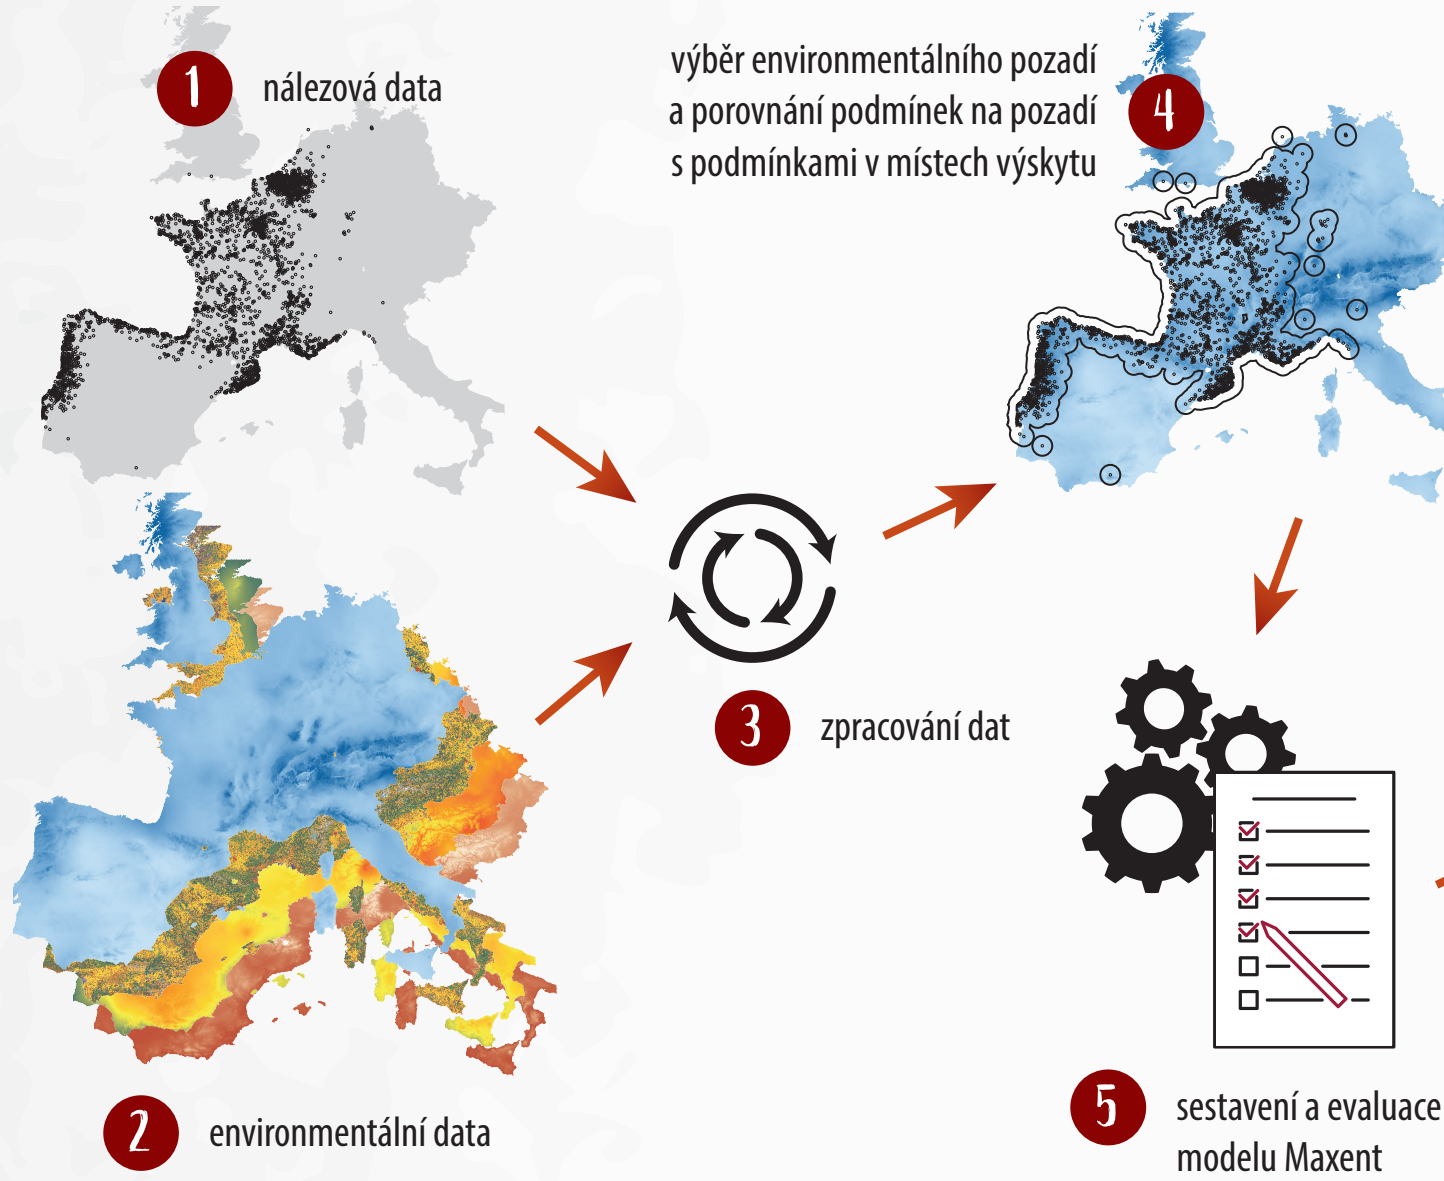 1
nálezová data
výběr environmentálního pozadí
a porovnání podmínek na pozadí
s podmínkami v místech výskytu
4
3
zpracování dat
2
environmentální data
5
sestavení a evaluace
modelu Maxent